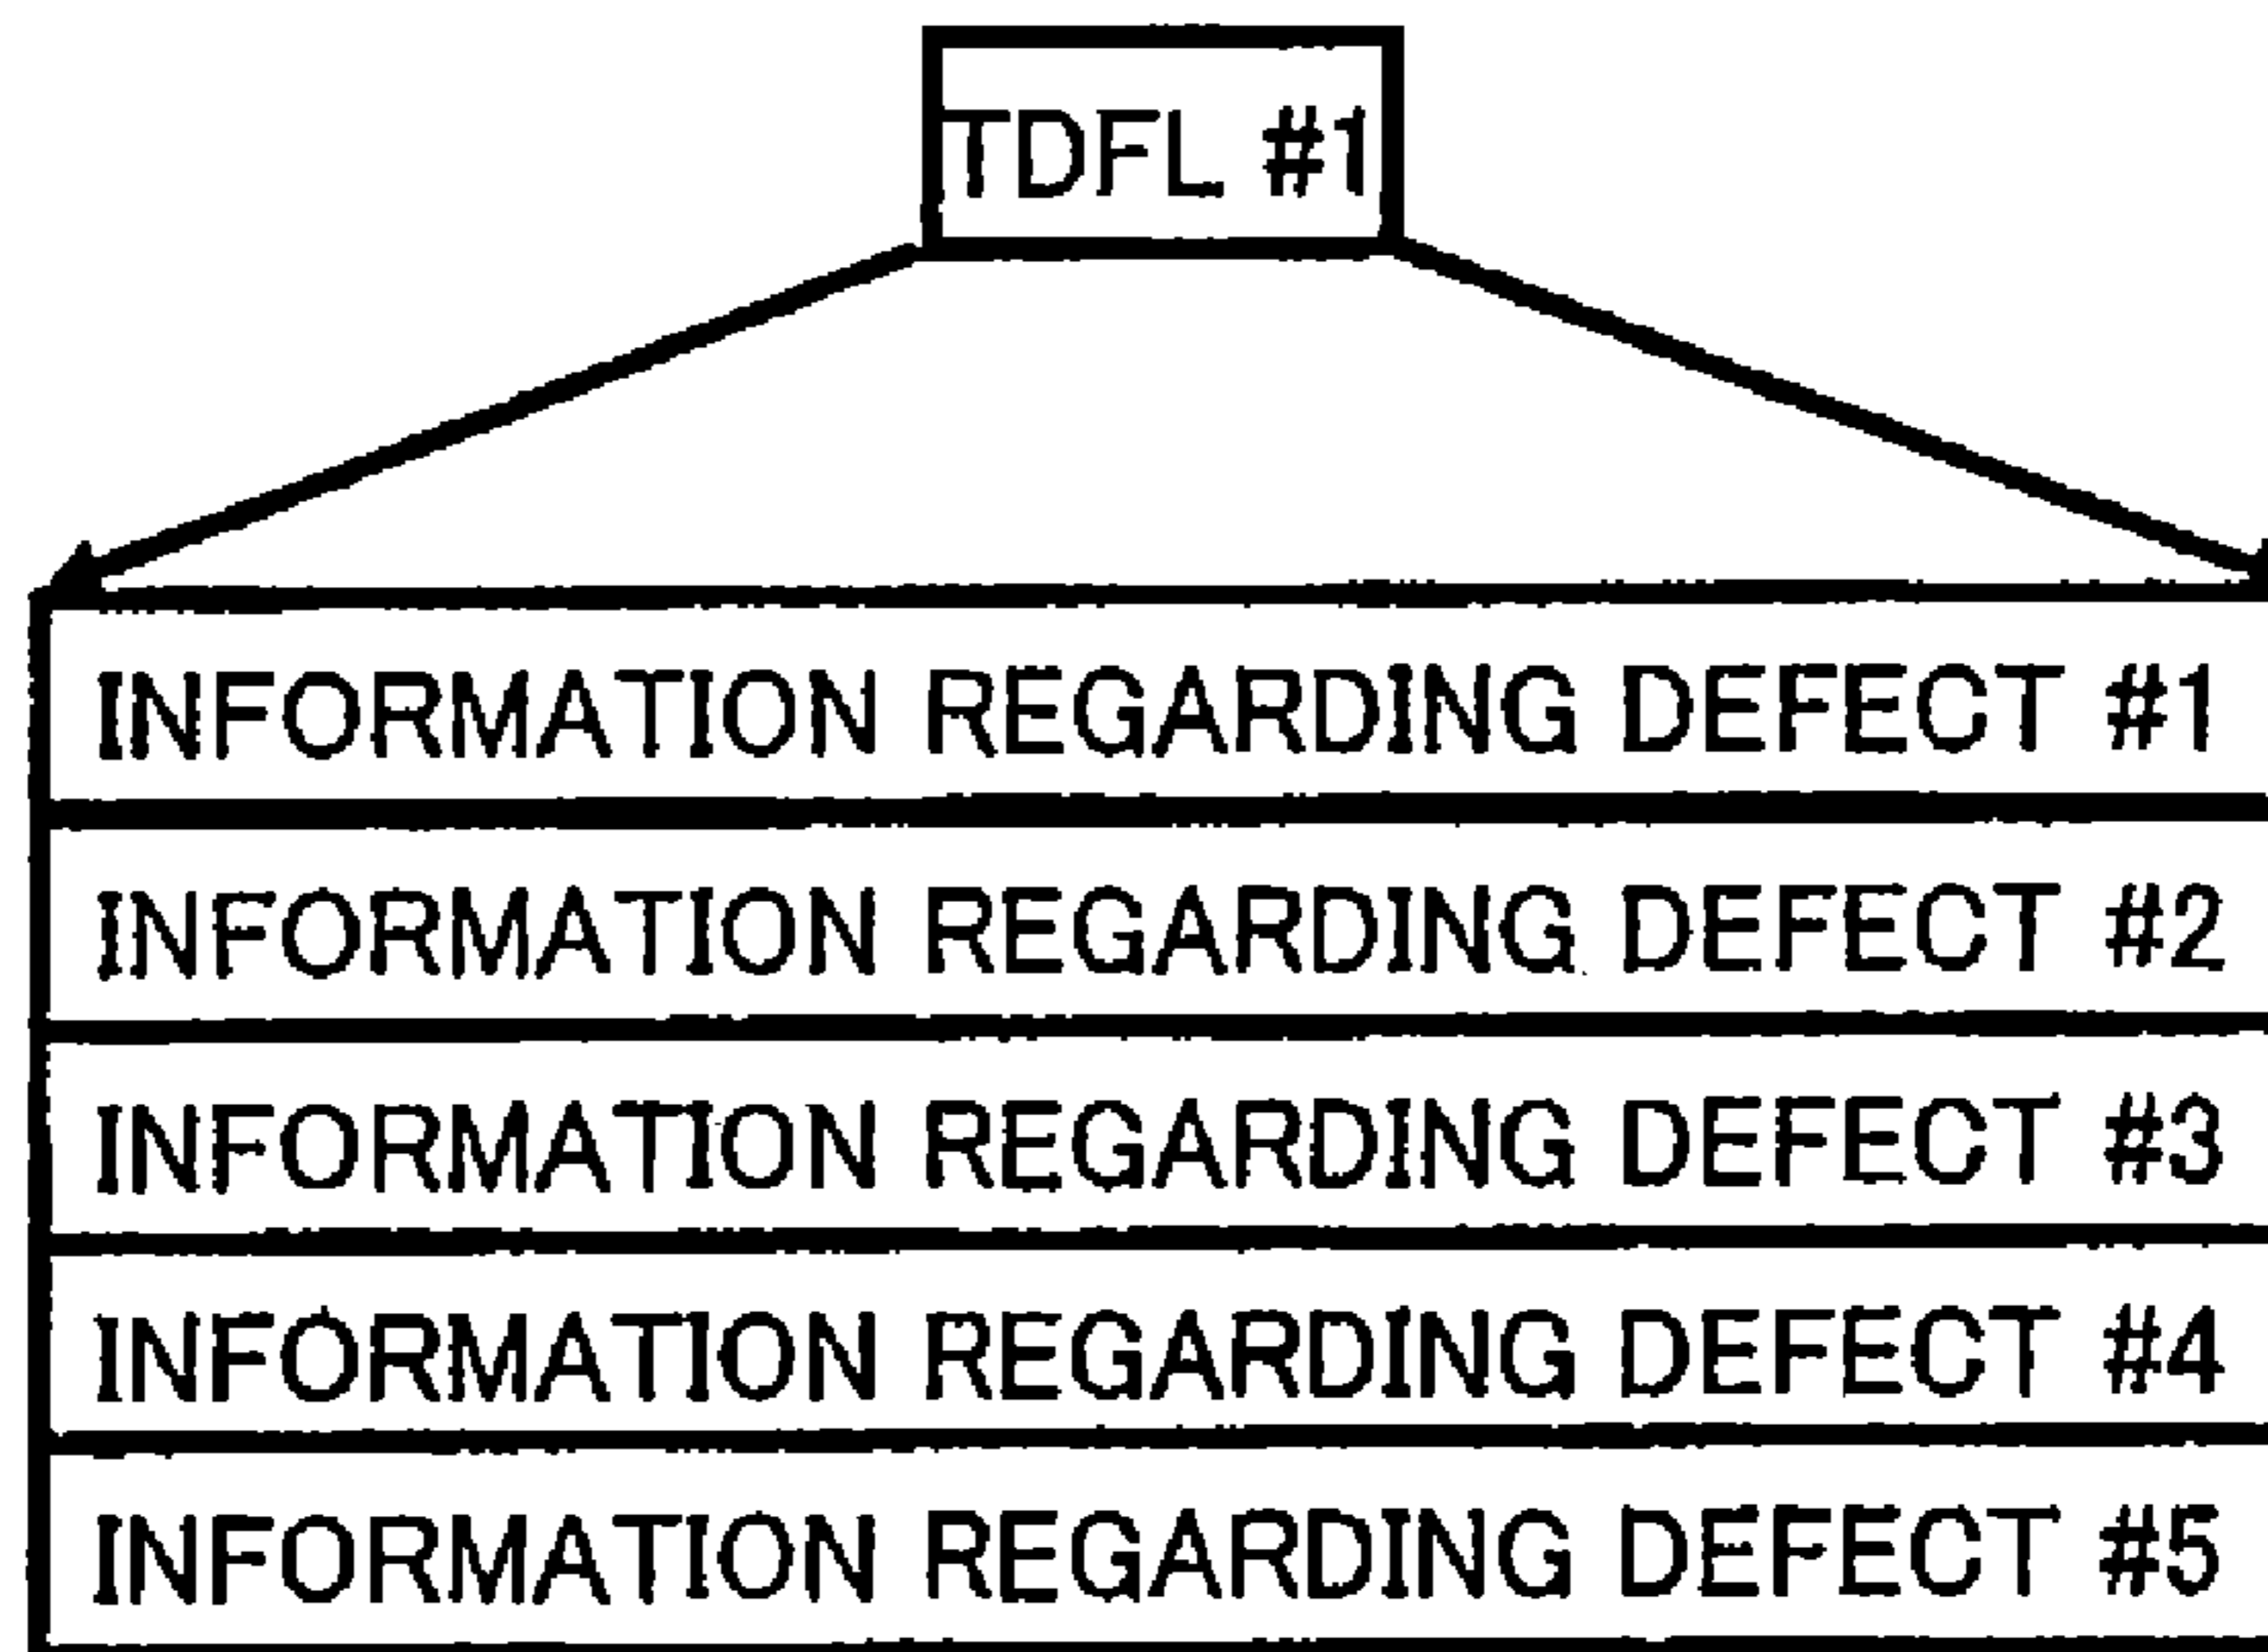 TDFL #1
INFORMATION REGARDING DEFECT #1
INFORMATION REGARDING DEFECT #2
INFORMATION REGARDING DEFECT #3
INFORMATION REGARDING DEFECT #4
INFORMATION REGARDING DEFECT #5